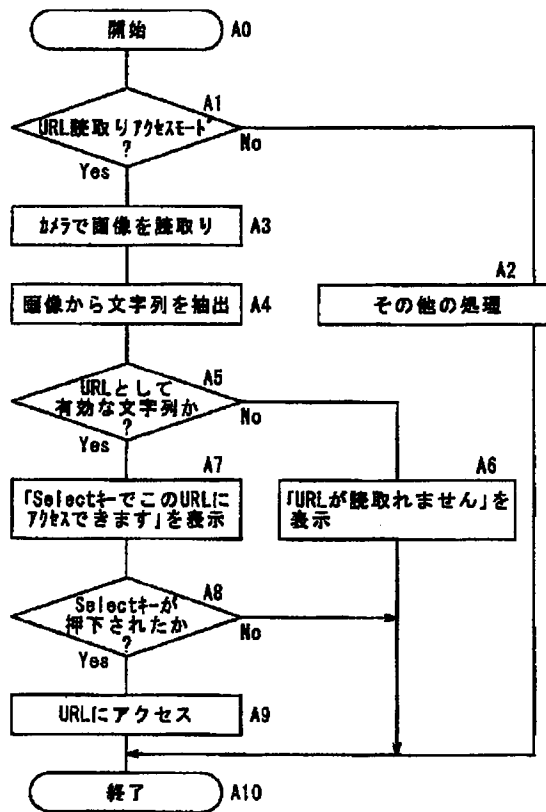 開始 A0
A1
URL読取りアクセスモード
?
No
Yes
カメラで画像を読取り A3
A2
その他の処理
画像から文字列を抽出 A4
A5
URLとして
有効な文字列か
?
No
Yes
A7
「SelectキーでこのURLに
アクセスできます」を表示
A6
「URLが読取れません」を
表示
A8
Selectキーが
押下されたか
?
No
Yes
URLにアクセス A9
終了 A10